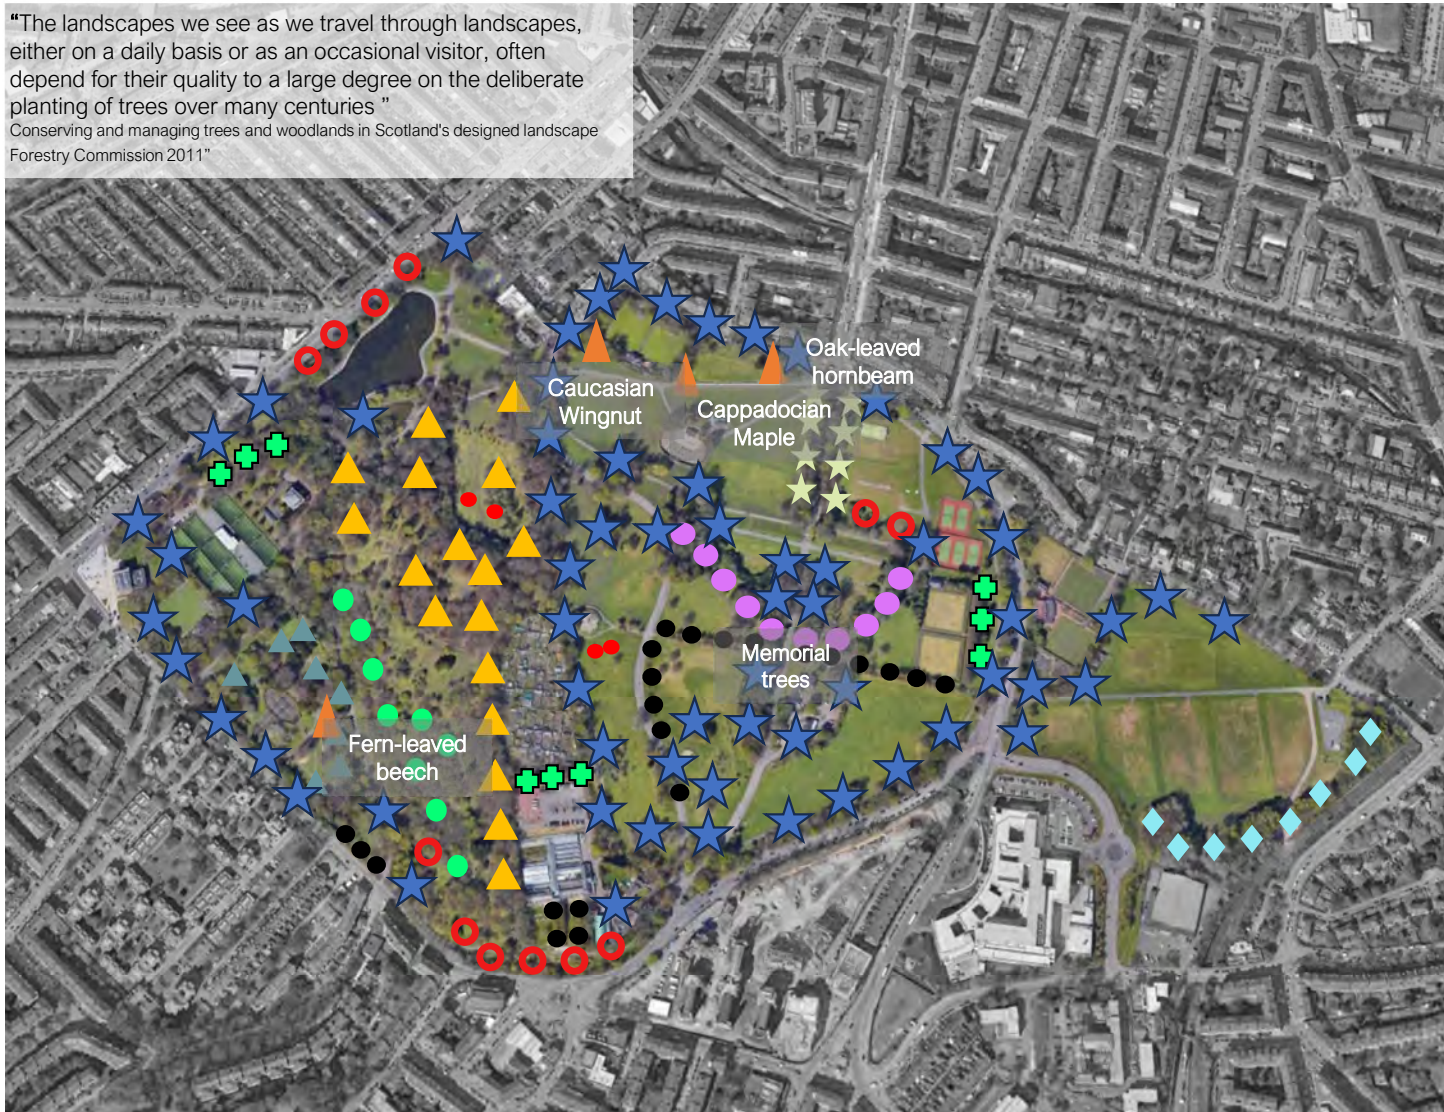 “The landscapes we see as we travel through landscapes,
either on a daily basis or as an occasional visitor, often
depend for their quality to a large degree on the deliberate
planting of trees over many centuries ”
Conserving and managing trees and woodlands in Scotland's designed landscape
Forestry Commission 2011”
Oak-leaved
hornbeam
Caucasian
Wingnut
Cappadocian
Maple
Memorial
trees
Fern-leaved
beech